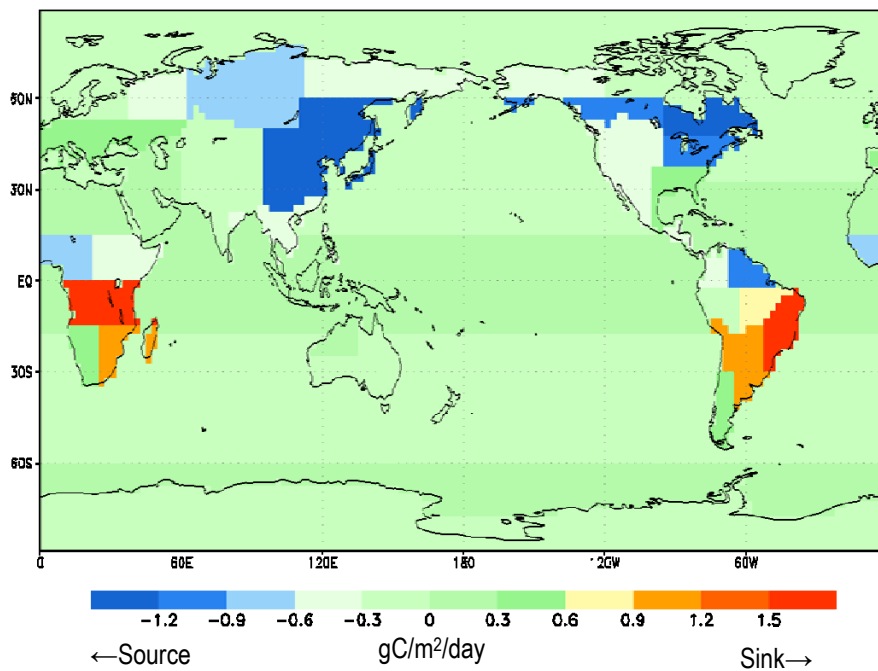 60N
30N
EQ
30S
60S
0 60E 120E 180 120W 60W
−1.2 −0.9 −0.6 −0.3 0 0.3 0.6 0.9 1.2 1.5
←Source gC/m²/day Sink→